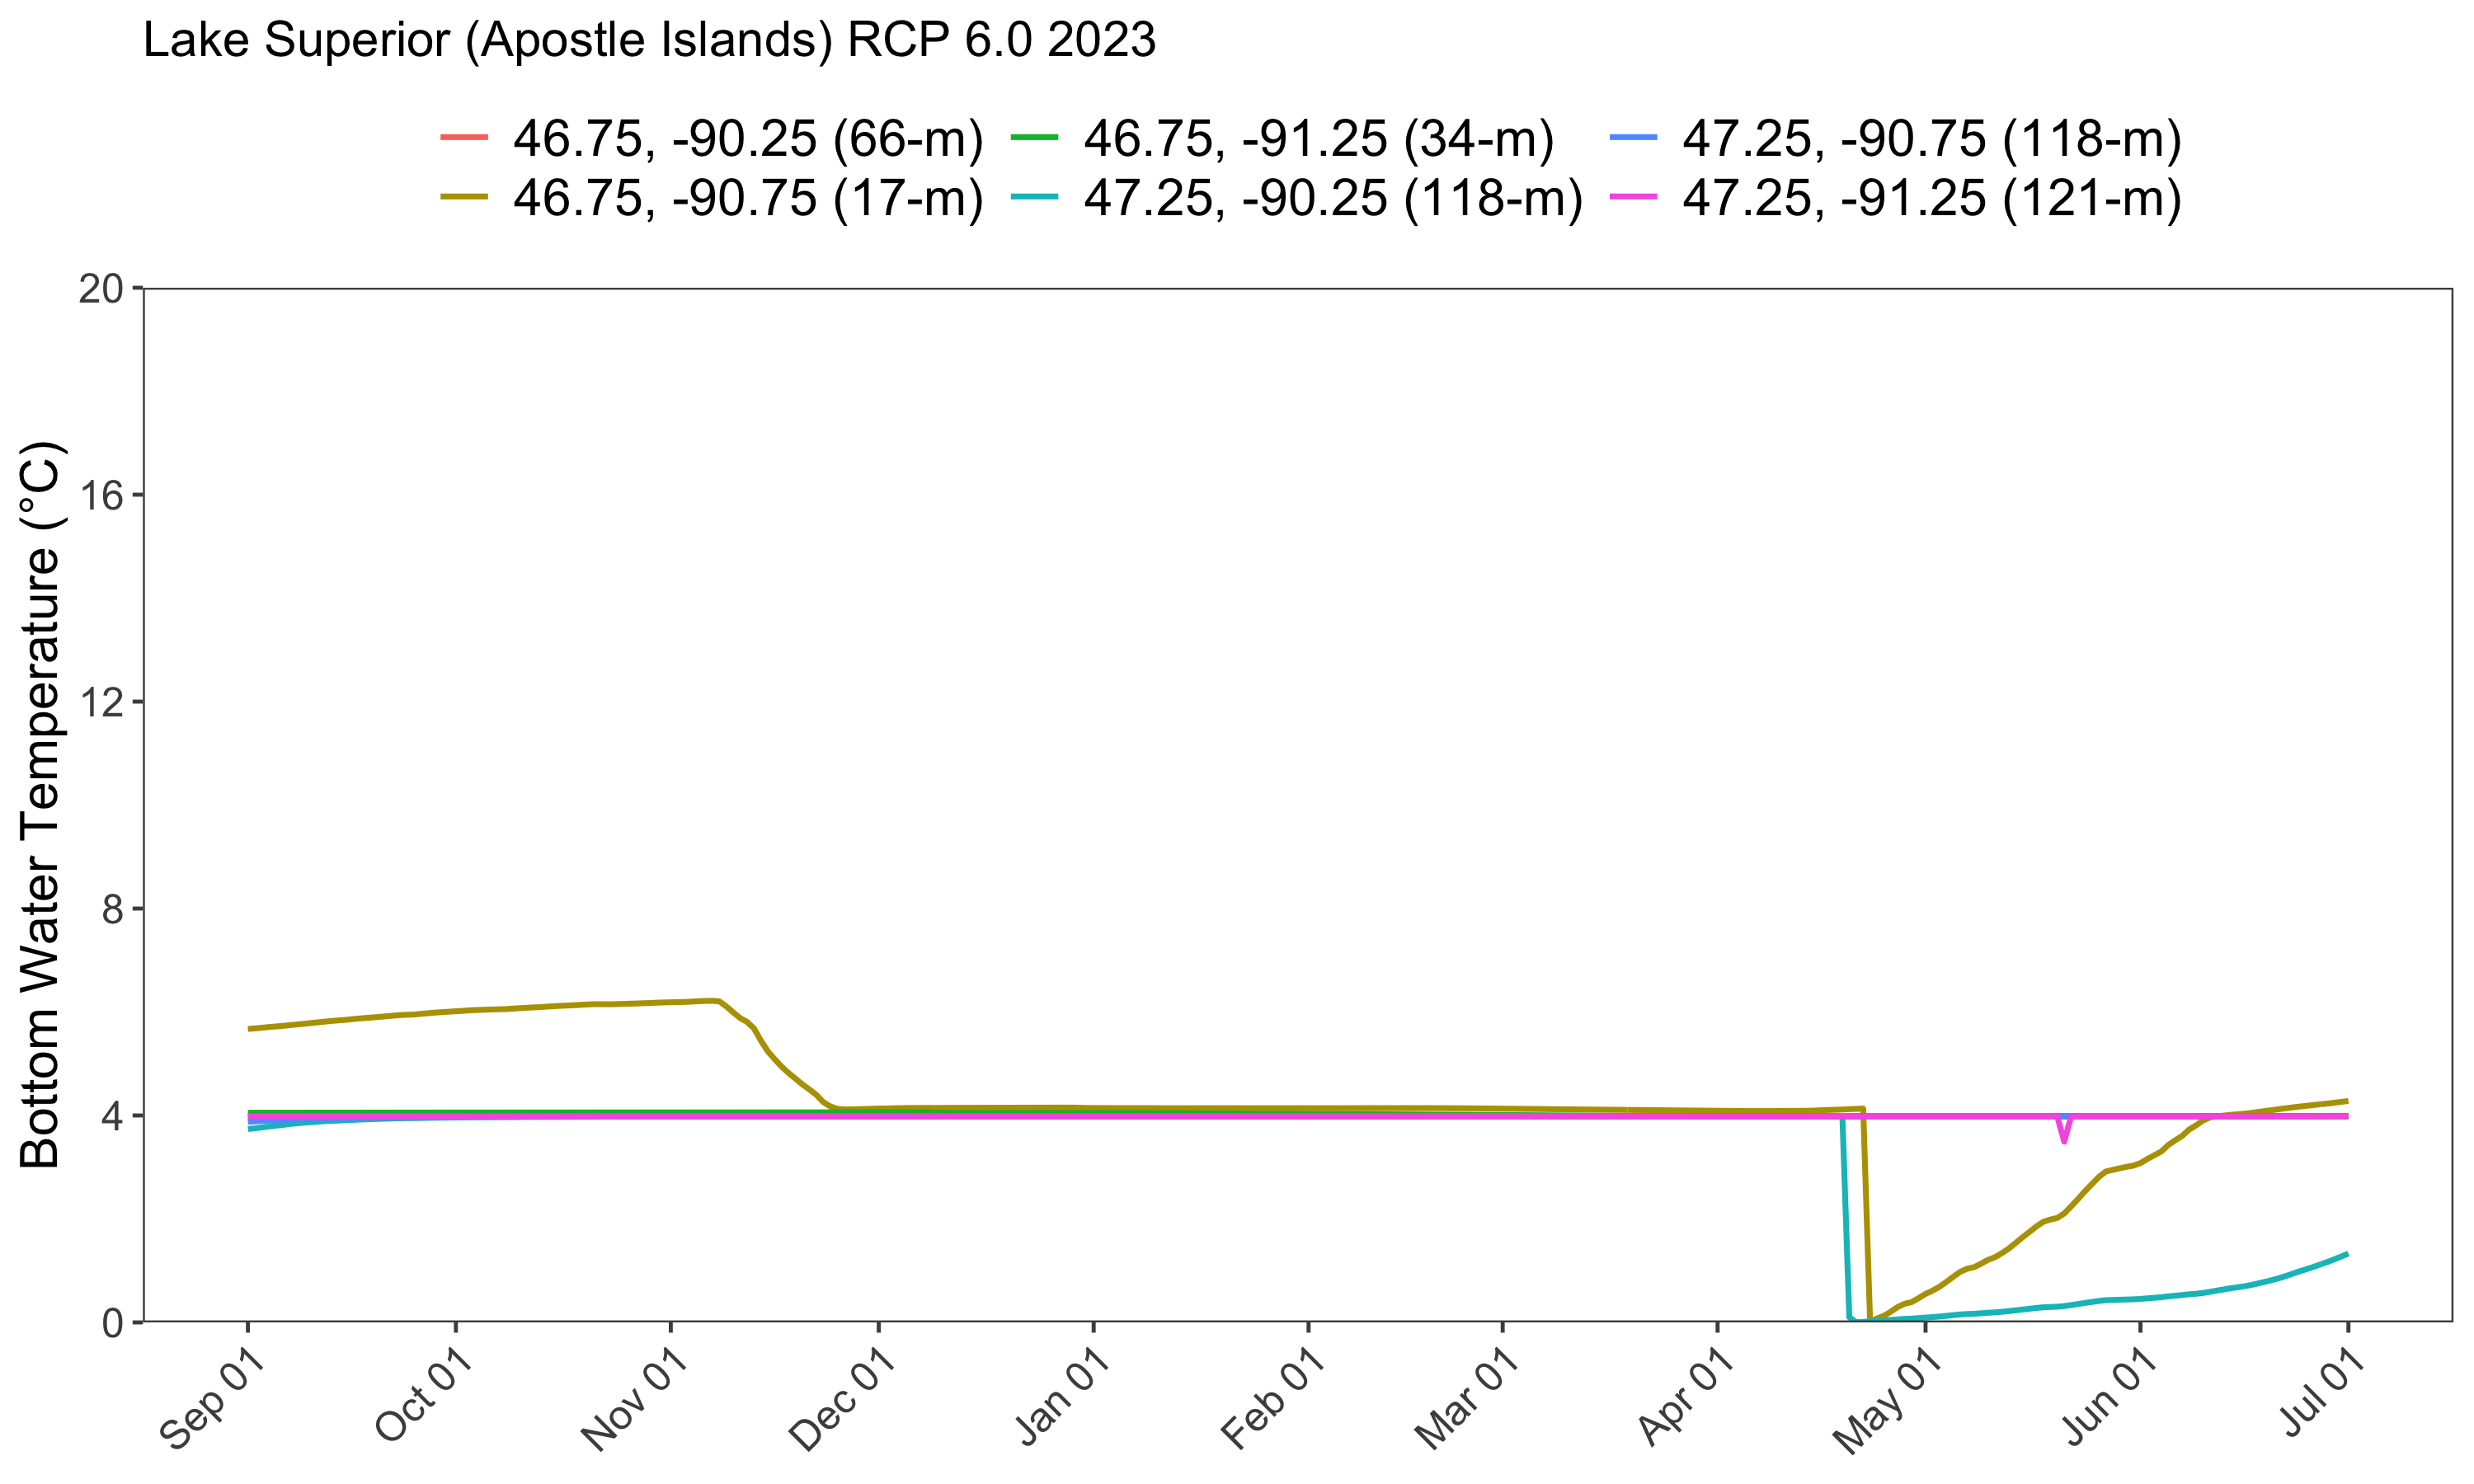 Lake Superior (Apostle Islands) RCP 6.0 2023
46.75, -90.25 (66-m) 46.75, -91.25 (34-m) 47.25, -90.75 (118-m)
46.75, -90.75 (17-m) 47.25, -90.25 (118-m) 47.25, -91.25 (121-m)
Bottom Water Temperature (°C)
20
16
12
8
4
0
Sep 01 Oct 01 Nov 01 Dec 01 Jan 01 Feb 01 Mar 01 Apr 01 May 01 Jun 01 Jul 01